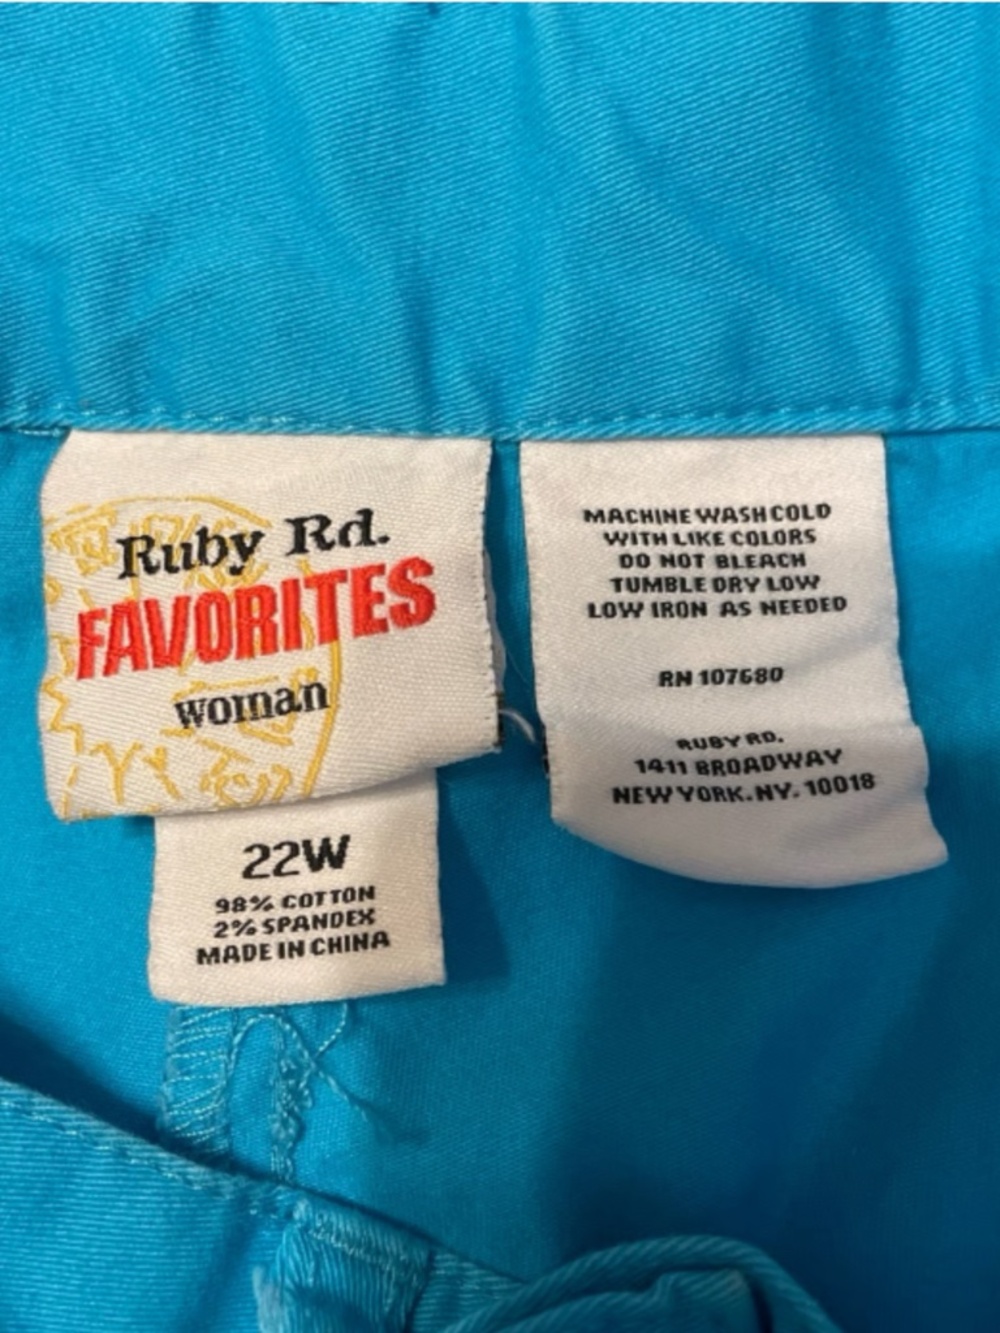 Ruby Rd.
FAVORITES
woman
22W
98% COTTON
2% SPANDEX
MADE IN CHINA
MACHINE WASH COLD
WITH LIKE COLORS
DO NOT BLEACH
TUMBLE DRY LOW
LOW IRON AS NEEDED
RN 107680
RUBY RD.
1411 BROADWAY
NEW YORK. NY. 10018